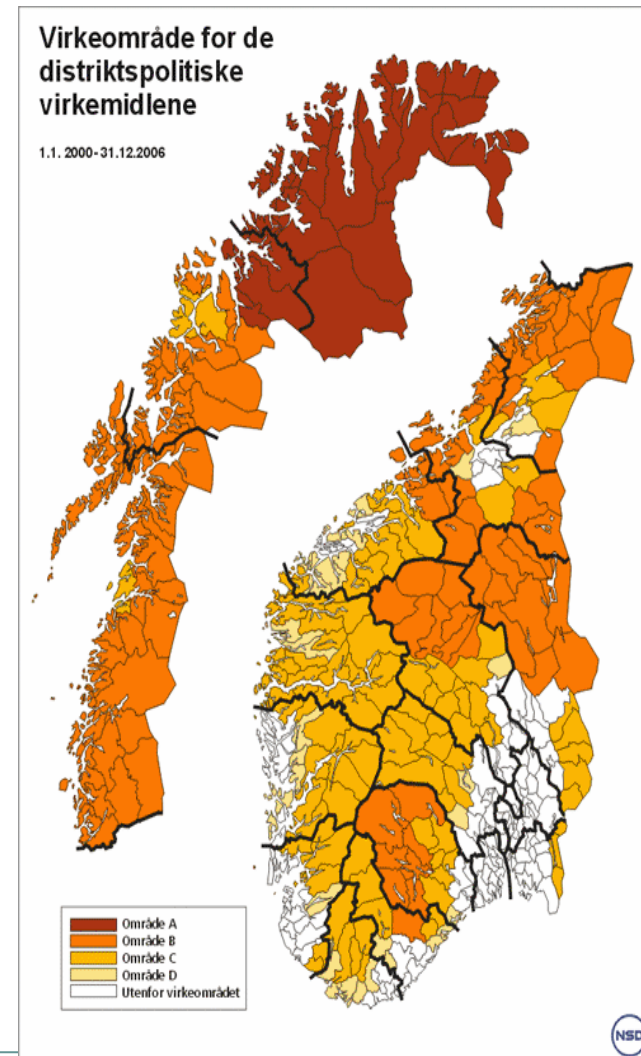 Virkeområde for de
distriktspolitiske
virkemidlene
1.1. 2000-31.12.2006
Område A
Område B
Område C
Område D
Utenfor virkeområdet
NSD